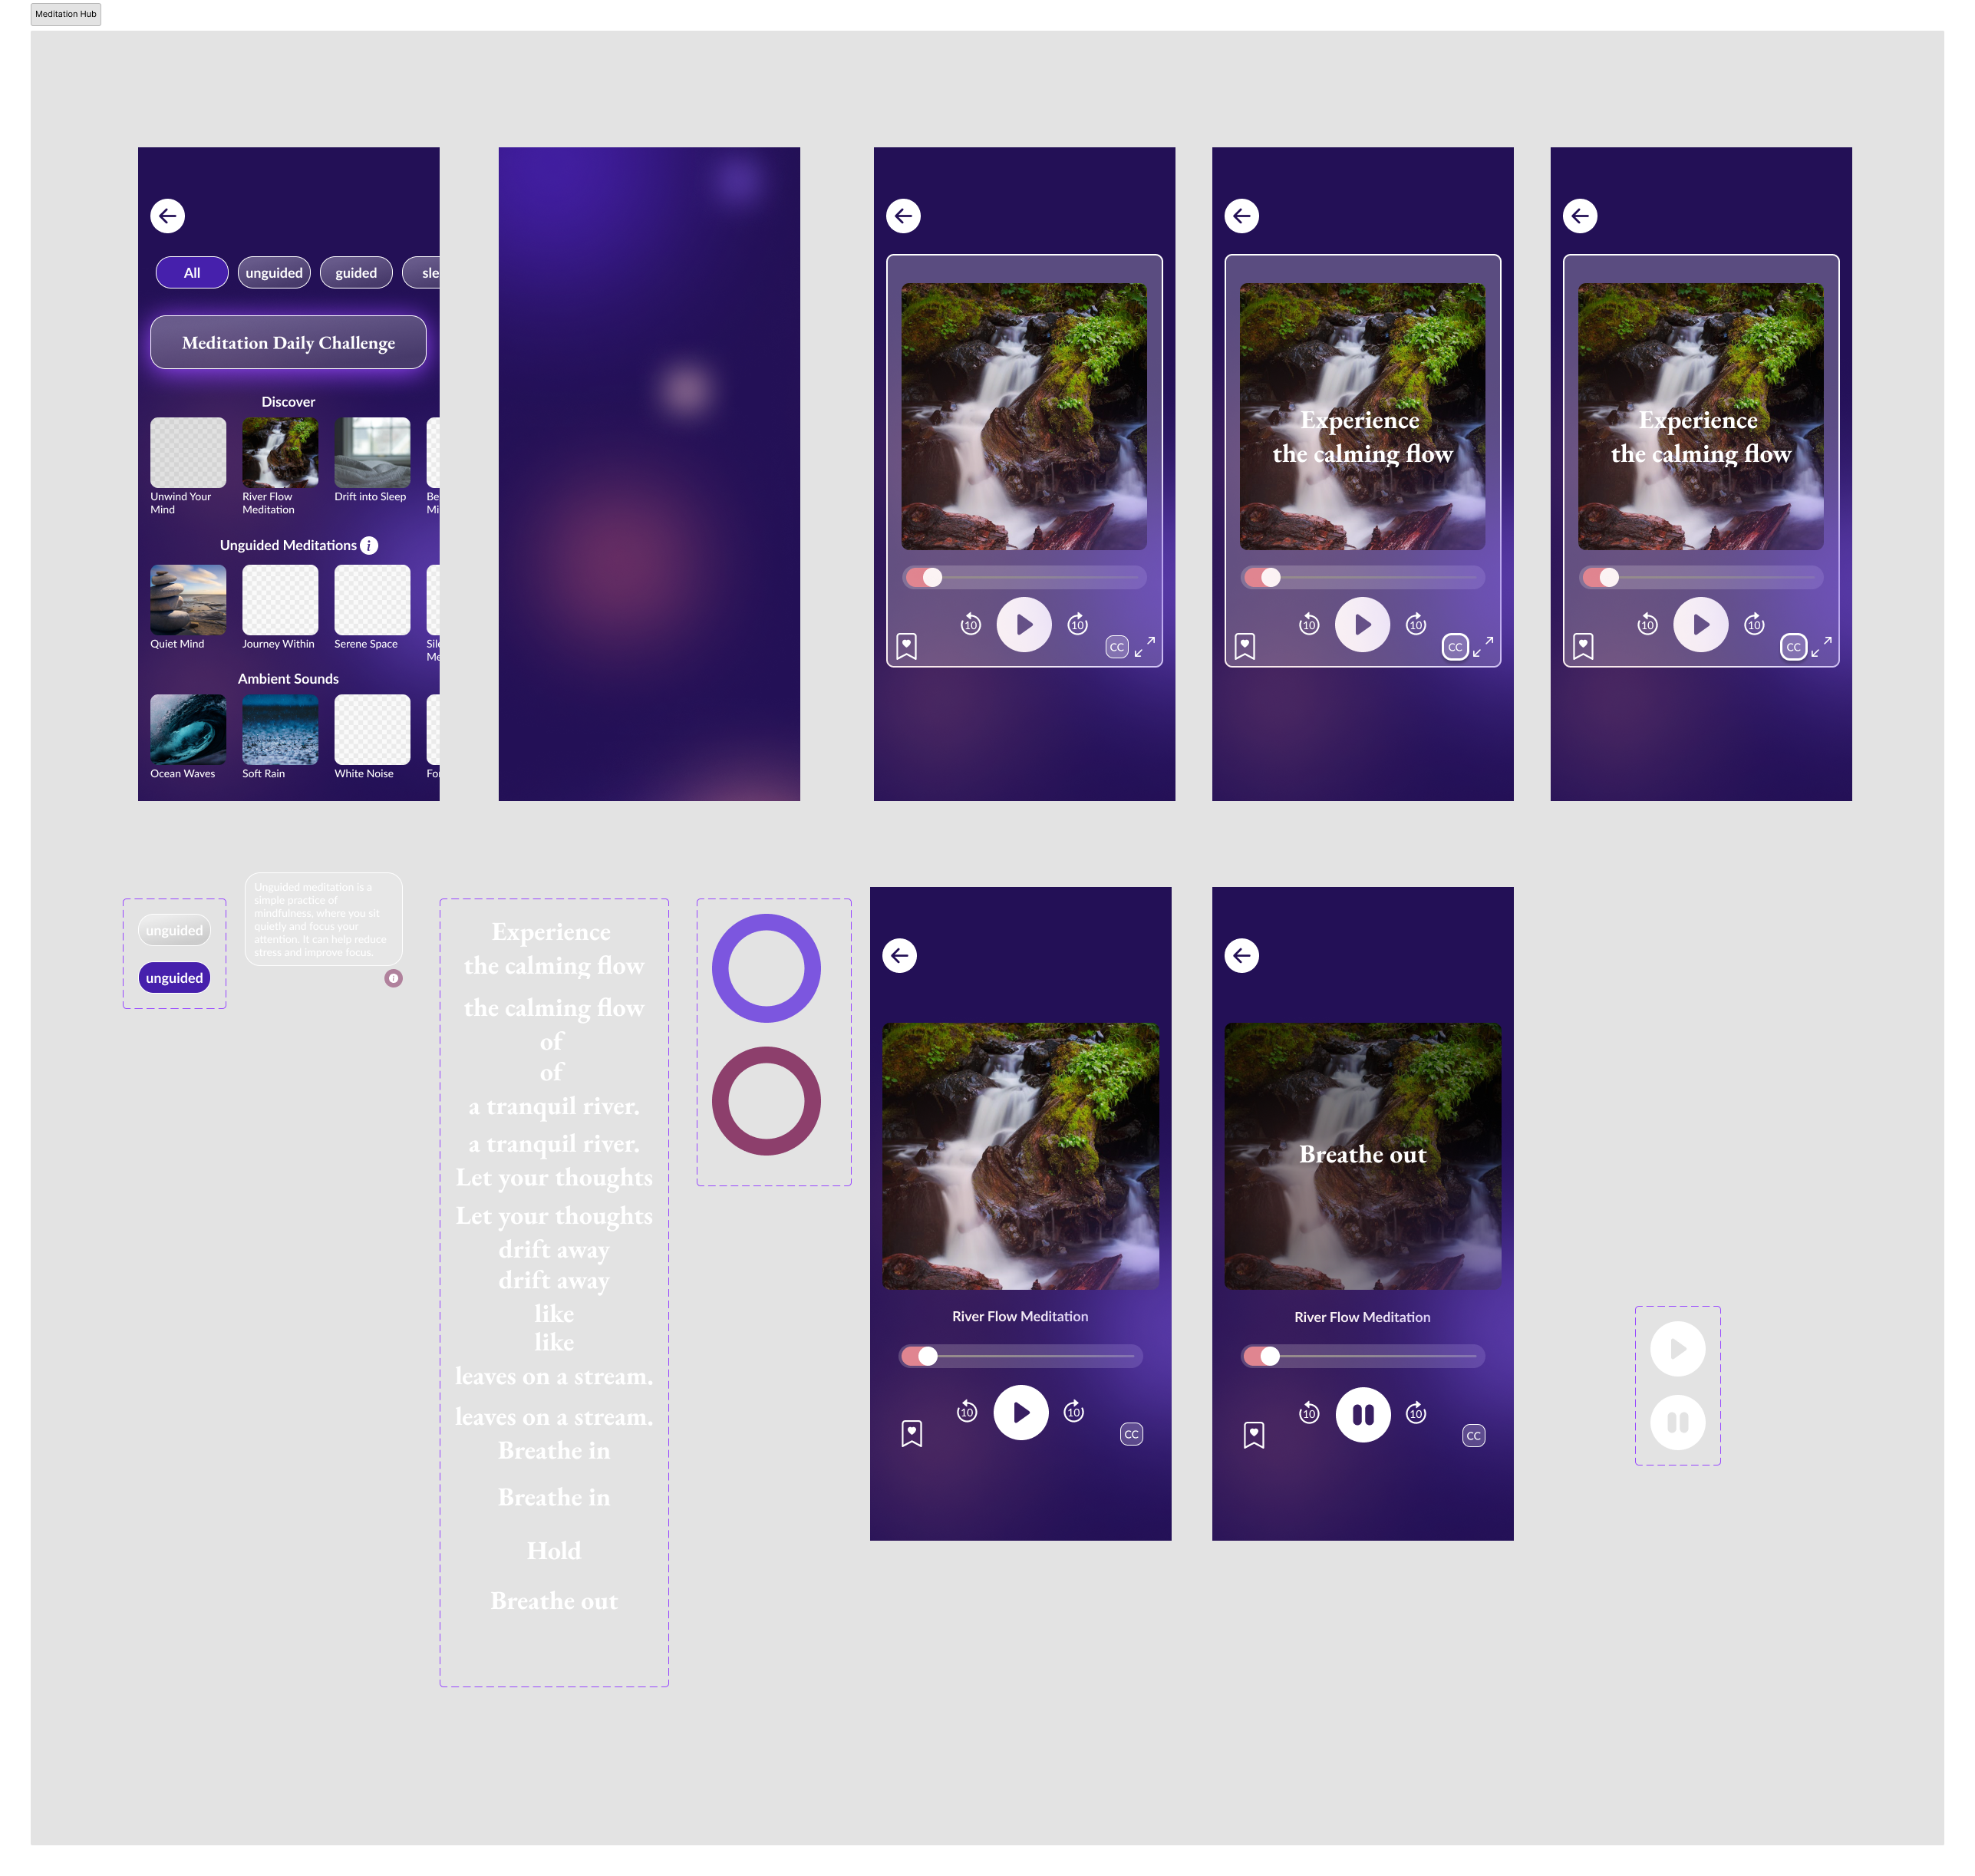 Meditation Hub
All
unguided
guided
sle
Meditation Daily Challenge
Discover
Unwind Your
Mind
River Flow
Meditation
Drift into Sleep
Be
Mi
Unguided Meditations i
Quiet Mind
Journey Within
Serene Space
Sile
Me
Ambient Sounds
Ocean Waves
Soft Rain
White Noise
For
10
10
CC
Experience
the calming flow
10
10
CC
Experience
the calming flow
10
10
CC
unguided
unguided
Unguided meditation is a
simple practice of
mindfulness, where you sit
quietly and focus your
attention. It can help reduce
stress and improve focus.
i
Experience
the calming flow
the calming flow
of
of
a tranquil river.
a tranquil river.
Let your thoughts
Let your thoughts
drift away
drift away
like
like
leaves on a stream.
leaves on a stream.
Breathe in
Breathe in
Hold
Breathe out
River Flow Meditation
10
10
CC
Breathe out
River Flow Meditation
10
10
CC